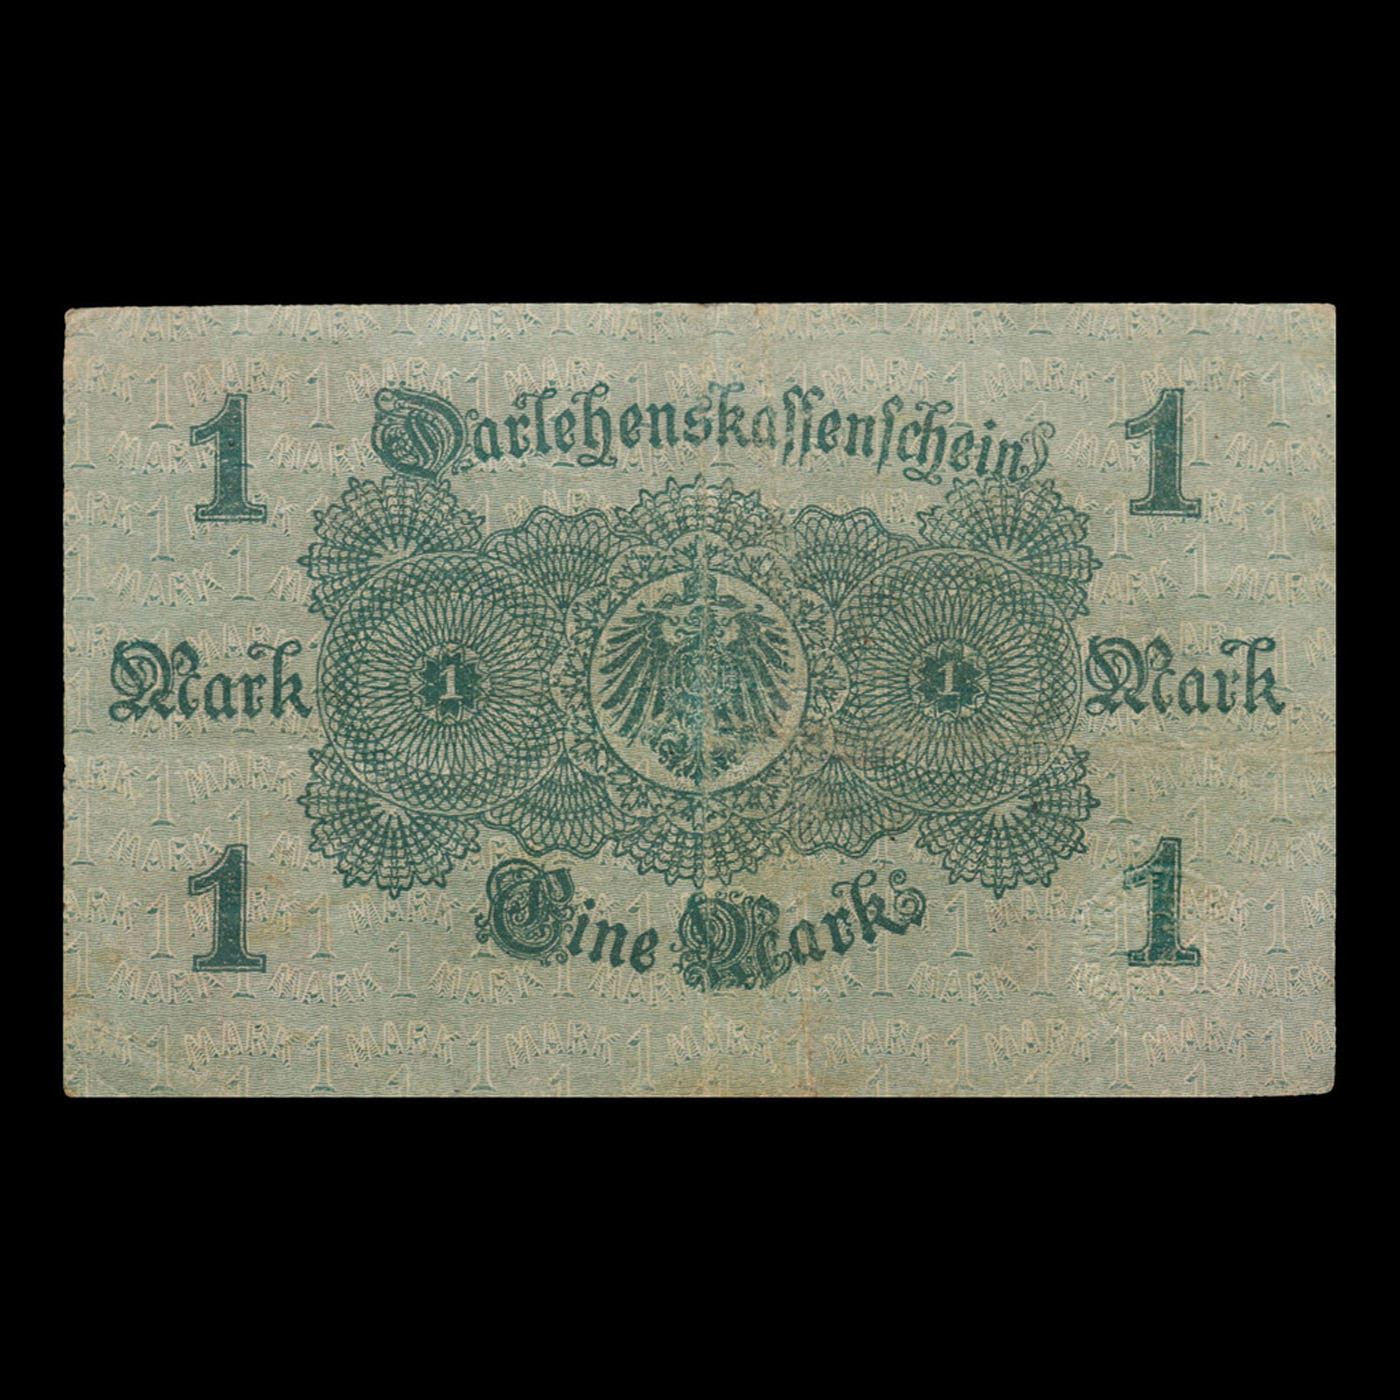 1 Darlehenskassenschein 1
Mark 1 1 Mark
1 Eine Mark 1